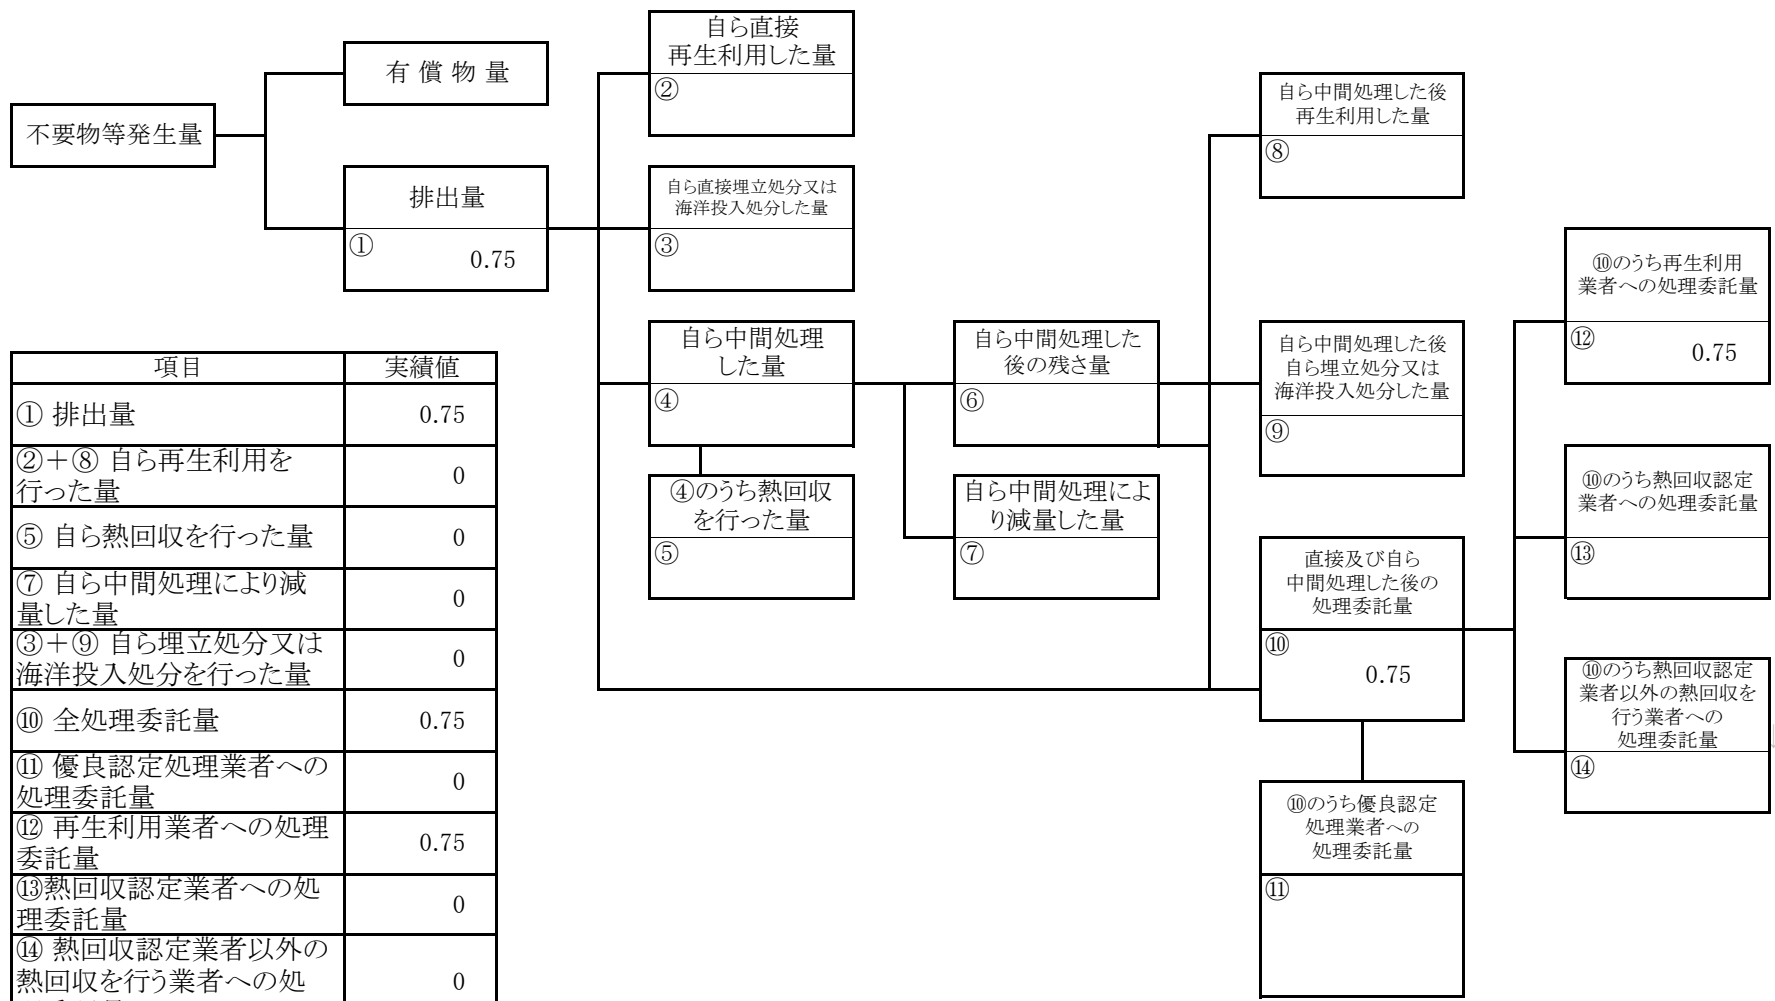 不要物等発生量
有 償 物 量
排出量
①
0.75
自ら直接
再生利用した量
②
自ら直接埋立処分又は
海洋投入処分した量
③
自ら中間処理
した量
④
④のうち熱回収
を行った量
⑤
自ら中間処理した
後の残さ量
⑥
自ら中間処理によ
り減量した量
⑦
自ら中間処理した後
再生利用した量
⑧
自ら中間処理した後
自ら埋立処分又は
海洋投入処分した量
⑨
直接及び自ら
中間処理した後の
処理委託量
⑩
0.75
⑩のうち優良認定
処理業者への
処理委託量
⑪
⑩のうち再生利用
業者への処理委託量
⑫
0.75
⑩のうち熱回収認定
業者への処理委託量
⑬
⑩のうち熱回収認定
業者以外の熱回収を
行う業者への
処理委託量
⑭
項目 実績値
① 排出量 0.75
②＋⑧ 自ら再生利用を
行った量 0
⑤ 自ら熱回収を行った量 0
⑦ 自ら中間処理により減
量した量 0
③＋⑨ 自ら埋立処分又は
海洋投入処分を行った量 0
⑩ 全処理委託量 0.75
⑪ 優良認定処理業者への
処理委託量 0
⑫ 再生利用業者への処理
委託量 0.75
⑬熱回収認定業者への処
理委託量 0
⑭ 熱回収認定業者以外の
熱回収を行う業者への処 0